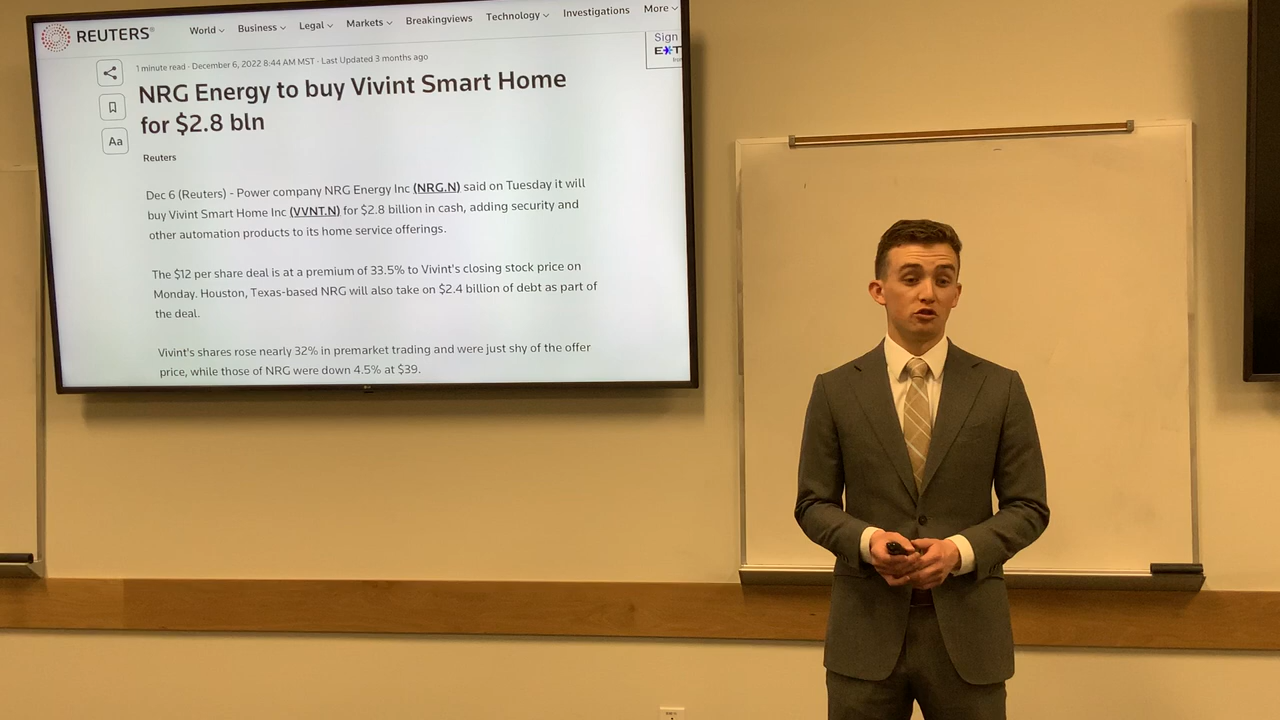 REUTERS®
World Business Legal Markets Breakingviews Technology Investigations More
Sign
1 minute read · December 6, 2022 8:44 AM MST · Last Updated 3 months ago
NRG Energy to buy Vivint Smart Home
for $2.8 bln
Aa
Reuters
Dec 6 (Reuters) - Power company NRG Energy Inc (NRG.N) said on Tuesday it will
buy Vivint Smart Home Inc (VVNT.N) for $2.8 billion in cash, adding security and
other automation products to its home service offerings.
The $12 per share deal is at a premium of 33.5% to Vivint's closing stock price on
Monday. Houston, Texas-based NRG will also take on $2.4 billion of debt as part of
the deal.
Vivint's shares rose nearly 32% in premarket trading and were just shy of the offer
price, while those of NRG were down 4.5% at $39.
LG